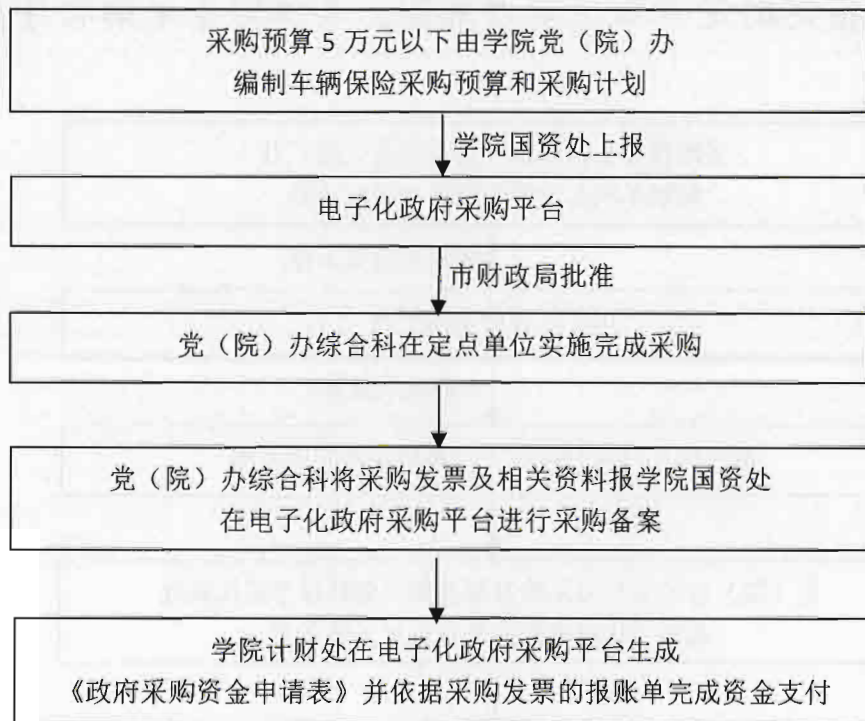 采购预算5万元以下由学院党（院）办
编制车辆保险采购预算和采购计划
学院国资处上报
电子化政府采购平台
市财政局批准
党（院）办综合科在定点单位实施完成采购
党（院）办综合科将采购发票及相关资料报学院国资处
在电子化政府采购平台进行采购备案
学院计财处在电子化政府采购平台生成
《政府采购资金申请表》并依据采购发票的报账单完成资金支付